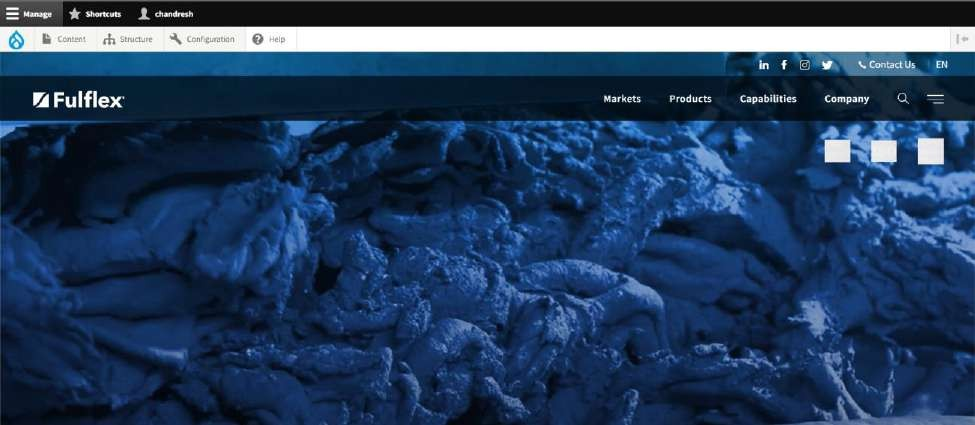 Manage Shortcuts chandresh
Content Structure Configuration Help
Contact Us EN
Fulflex Markets Products Capabilities Company